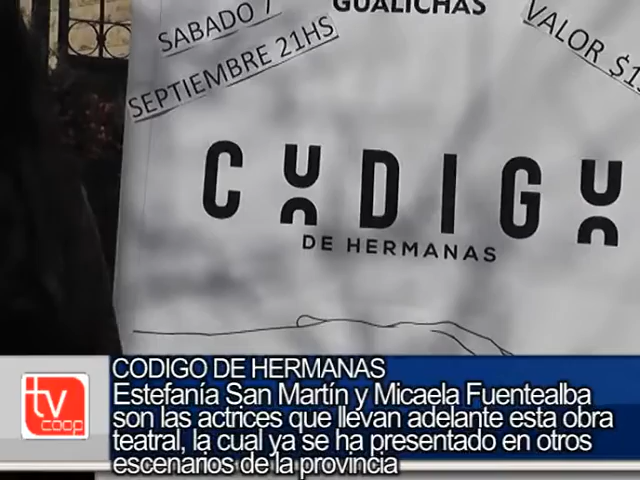 GUALICHAS
SABADO 7
SEPTIEMBRE 21HS
VALOR $1
CODIGO
DE HERMANAS
tv
coop
CODIGO DE HERMANAS
Estefanía San Martín y Micaela Fuentealba
son las actrices que llevan adelante esta obra
teatral, la cual ya se ha presentado en otros
escenarios de la provincia